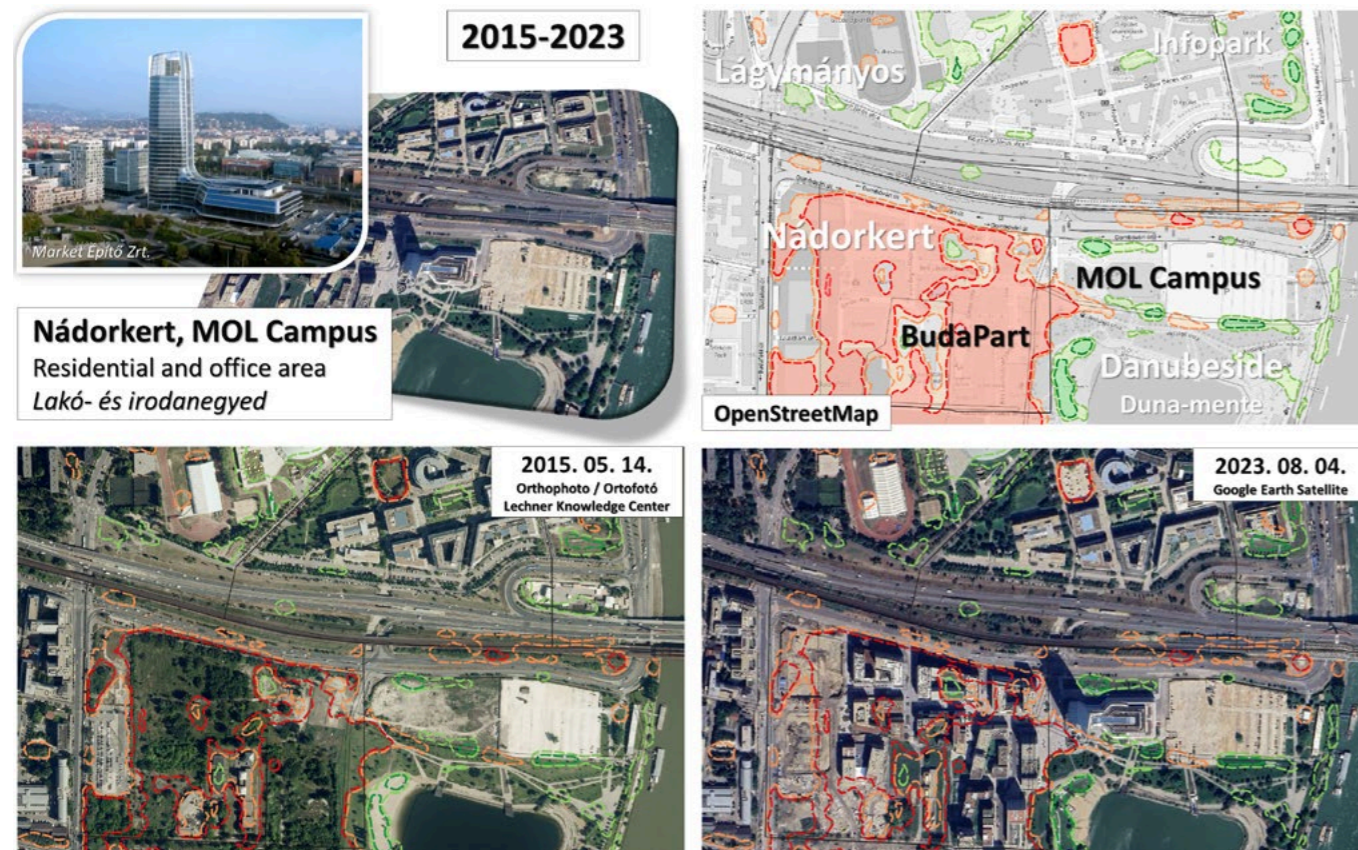 2015-2023
Market Építő Zrt.
Nádorkert, MOL Campus
Residential and office area
Lakó- és irodanegyed
Lágymányos
Infopark
Nádorkert
MOL Campus
BudaPart
Danubeside
Duna-mente
OpenStreetMap
2015. 05. 14.
Orthophoto / Ortofotó
Lechner Knowledge Center
2023. 08. 04.
Google Earth Satellite